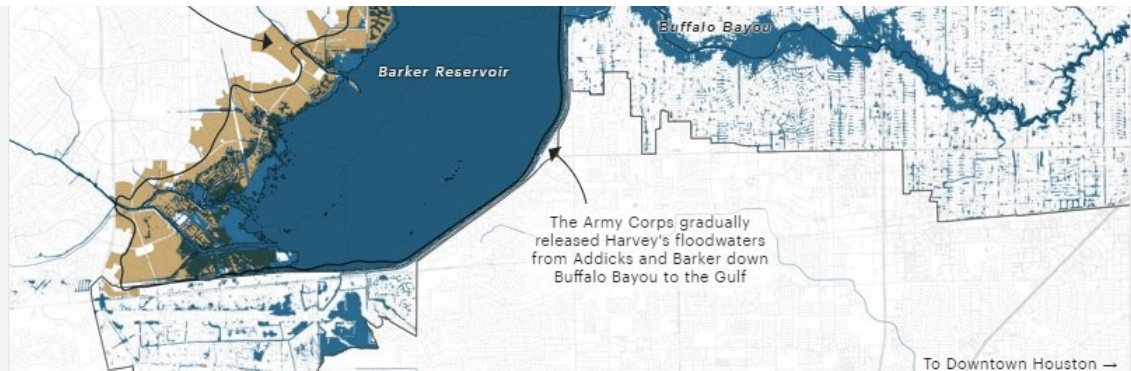 Buffalo Bayou
Barker Reservoir
The Army Corps gradually
released Harvey's floodwaters
from Addicks and Barker down
Buffalo Bayou to the Gulf
To Downtown Houston →